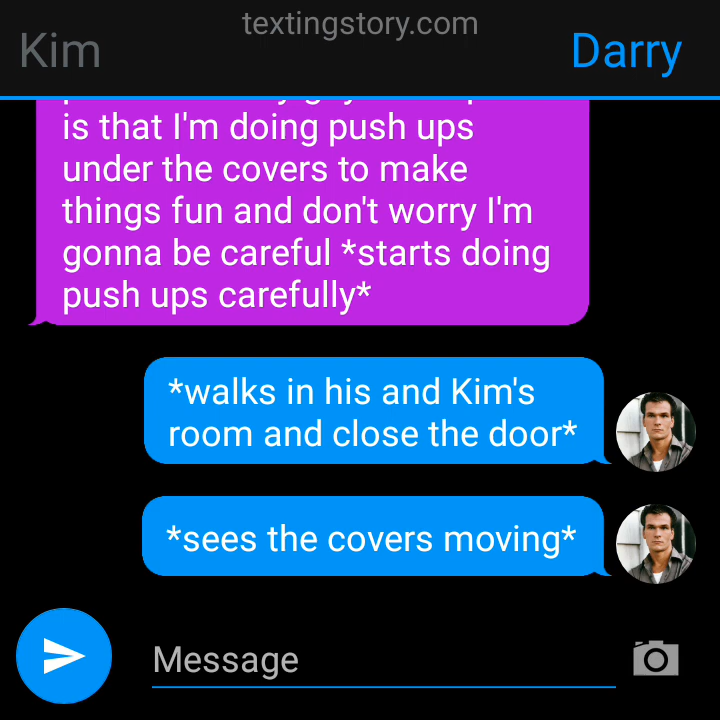 textingstory.com
Kim
Darry
is that I'm doing push ups
under the covers to make
things fun and don't worry I'm
gonna be careful *starts doing
push ups carefully*
*walks in his and Kim's
room and close the door*
*sees the covers moving*
Message